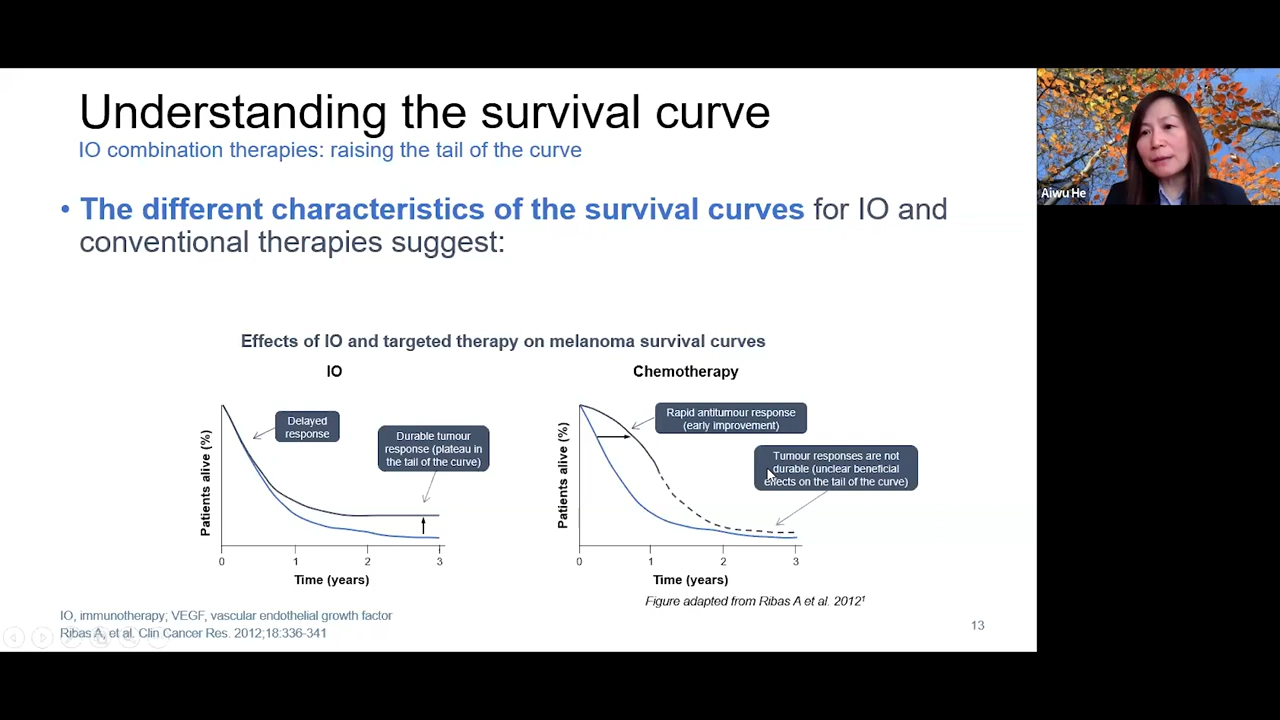 Understanding the survival curve
IO combination therapies: raising the tail of the curve
• The different characteristics of the survival curves for IO and
conventional therapies suggest:
Effects of IO and targeted therapy on melanoma survival curves
IO
Patients alive (%)
Delayed
response
Durable tumour
response (plateau in
the tail of the curve)
0 1 2 3
Time (years)
Chemotherapy
Patients alive (%)
Rapid antitumour response
(early improvement)
Tumour responses are not
durable (unclear beneficial
effects on the tail of the curve)
0 1 2 3
Time (years)
Figure adapted from Ribas A et al. 2012¹
IO, immunotherapy; VEGF, vascular endothelial growth factor
Ribas A, et al. Clin Cancer Res. 2012;18:336-341
13
Aiwu He